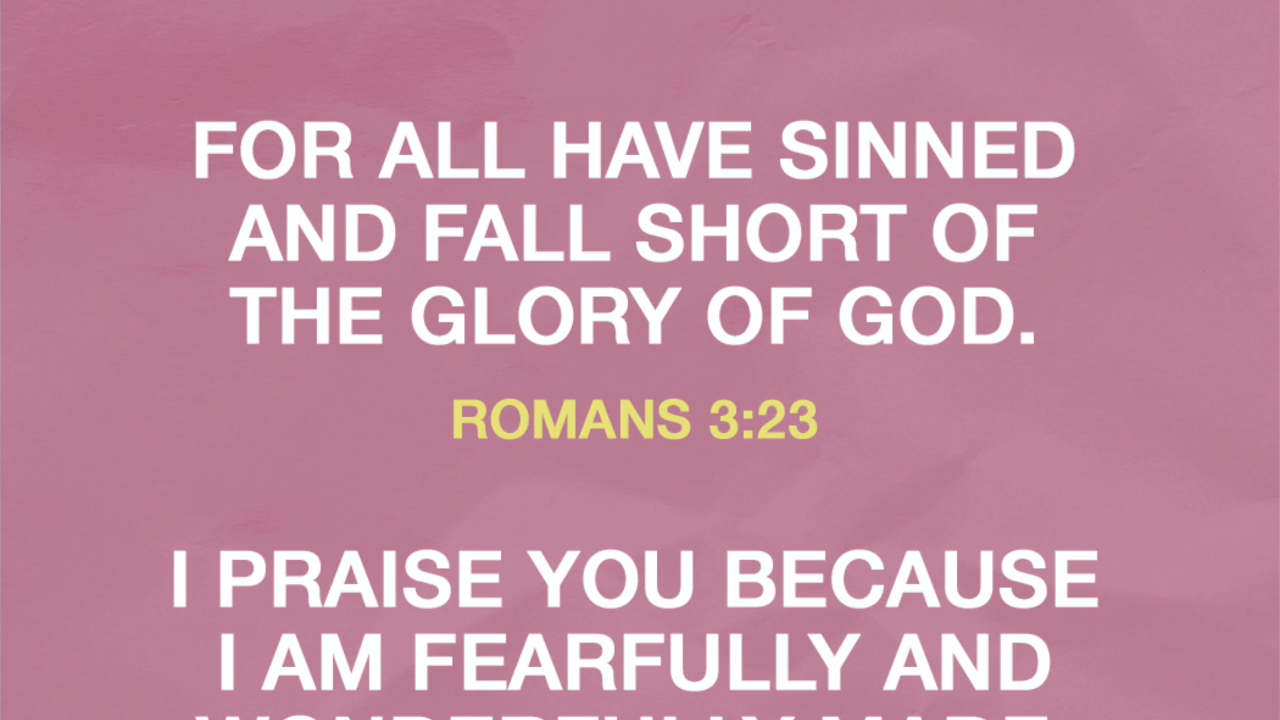 FOR ALL HAVE SINNED
AND FALL SHORT OF
THE GLORY OF GOD.
ROMANS 3:23
I PRAISE YOU BECAUSE
I AM FEARFULLY AND